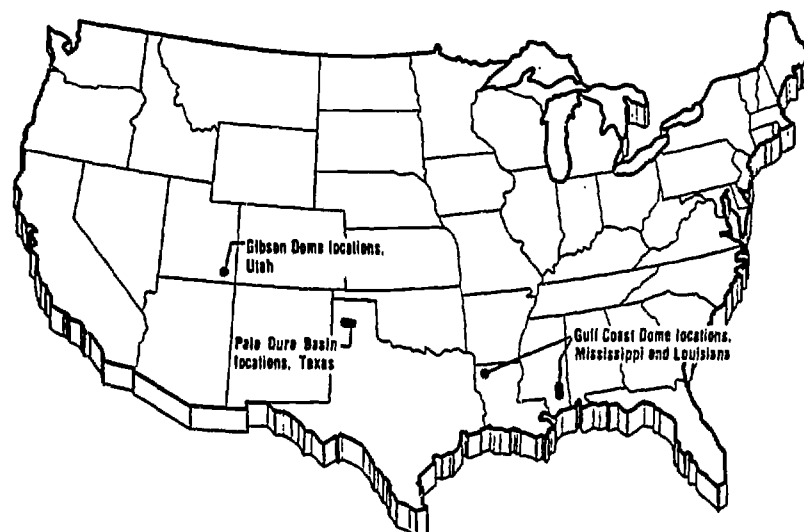 Gibson Dome locations,
Utah
Palo Duro Basin
locations, Texas
Gulf Coast Dome locations,
Mississippi and Louisiana